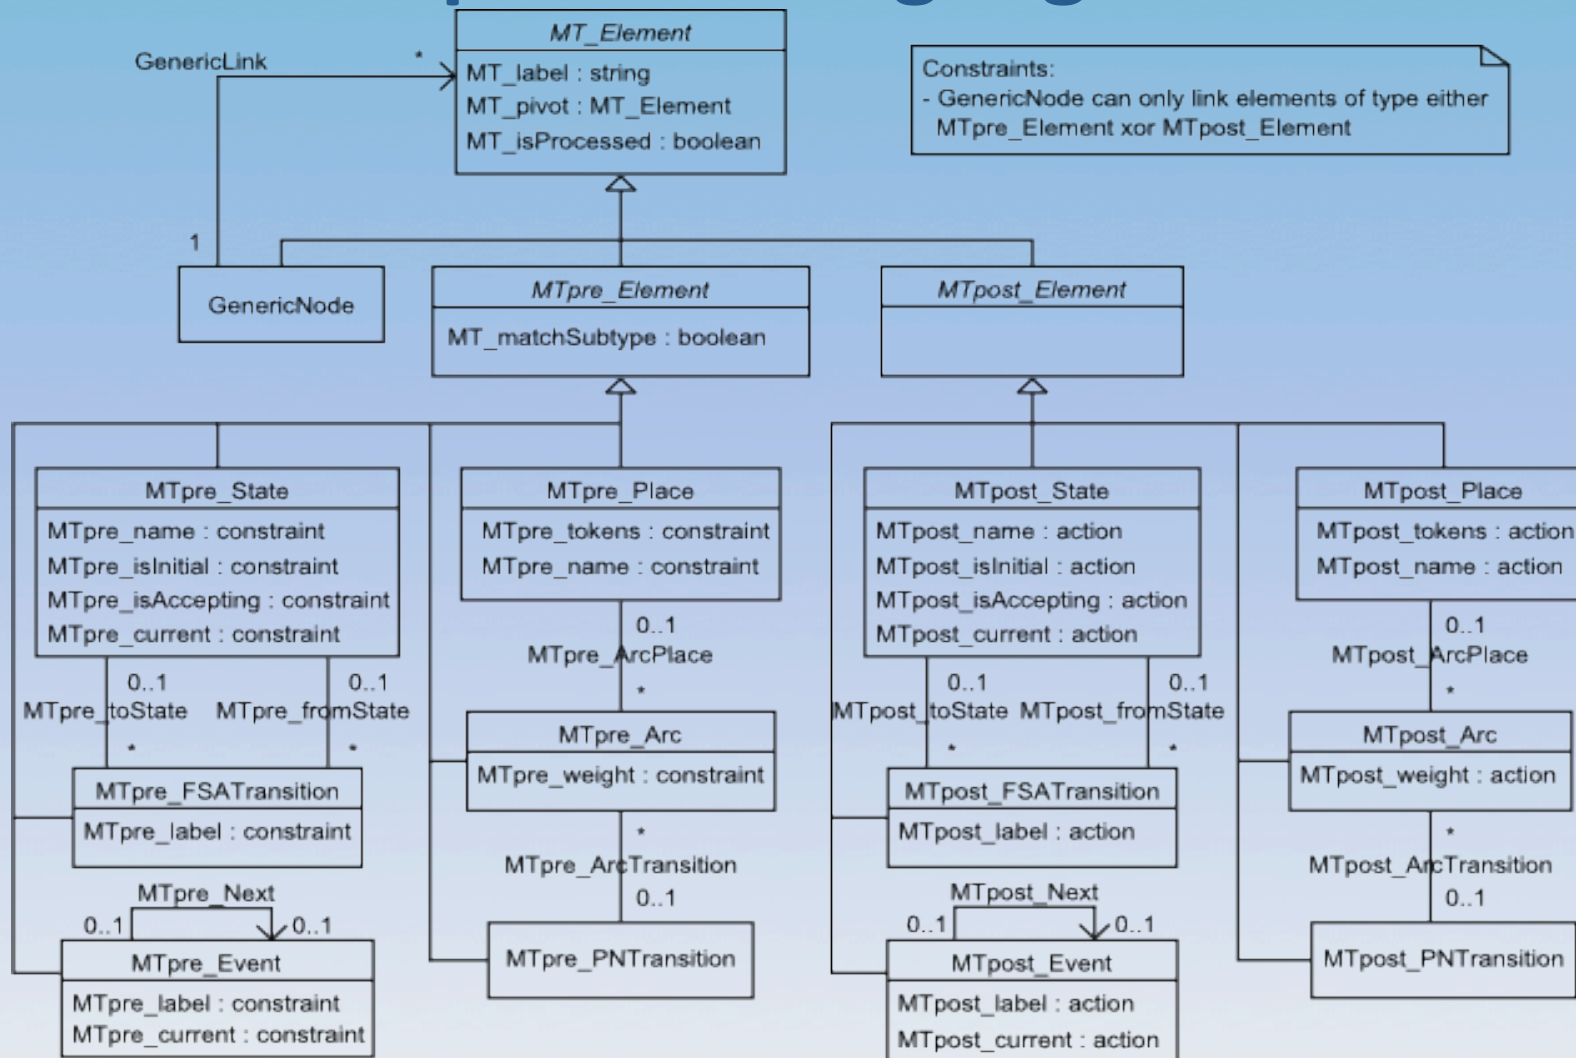 MT_Element
GenericLink
*
MT_label : string
MT_pivot : MT_Element
MT_isProcessed : boolean
Constraints:
- GenericNode can only link elements of type either
MTpre_Element xor MTpost_Element
1
GenericNode
MTpre_Element
MT_matchSubtype : boolean
MTpost_Element
MTpre_State
MTpre_name : constraint
MTpre_isInitial : constraint
MTpre_isAccepting : constraint
MTpre_current : constraint
MTpre_Place
MTpre_tokens : constraint
MTpre_name : constraint
MTpost_State
MTpost_name : action
MTpost_isInitial : action
MTpost_isAccepting : action
MTpost_current : action
MTpost_Place
MTpost_tokens : action
MTpost_name : action
0..1
0..1
MTpre_toState
MTpre_fromState
*
*
0..1
MTpre_ArcPlace
*
0..1
0..1
MTpost_toState
MTpost_fromState
*
*
0..1
MTpost_ArcPlace
*
MTpre_FSATransition
MTpre_label : constraint
MTpre_Arc
MTpre_weight : constraint
MTpost_FSATransition
MTpost_label : action
MTpost_Arc
MTpost_weight : action
MTpre_Next
0..1
0..1
*
MTpre_ArcTransition
0..1
MTpost_Next
0..1
0..1
*
MTpost_ArcTransition
0..1
MTpre_Event
MTpre_label : constraint
MTpre_current : constraint
MTpre_PNTransition
MTpost_Event
MTpost_label : action
MTpost_current : action
MTpost_PNTransition